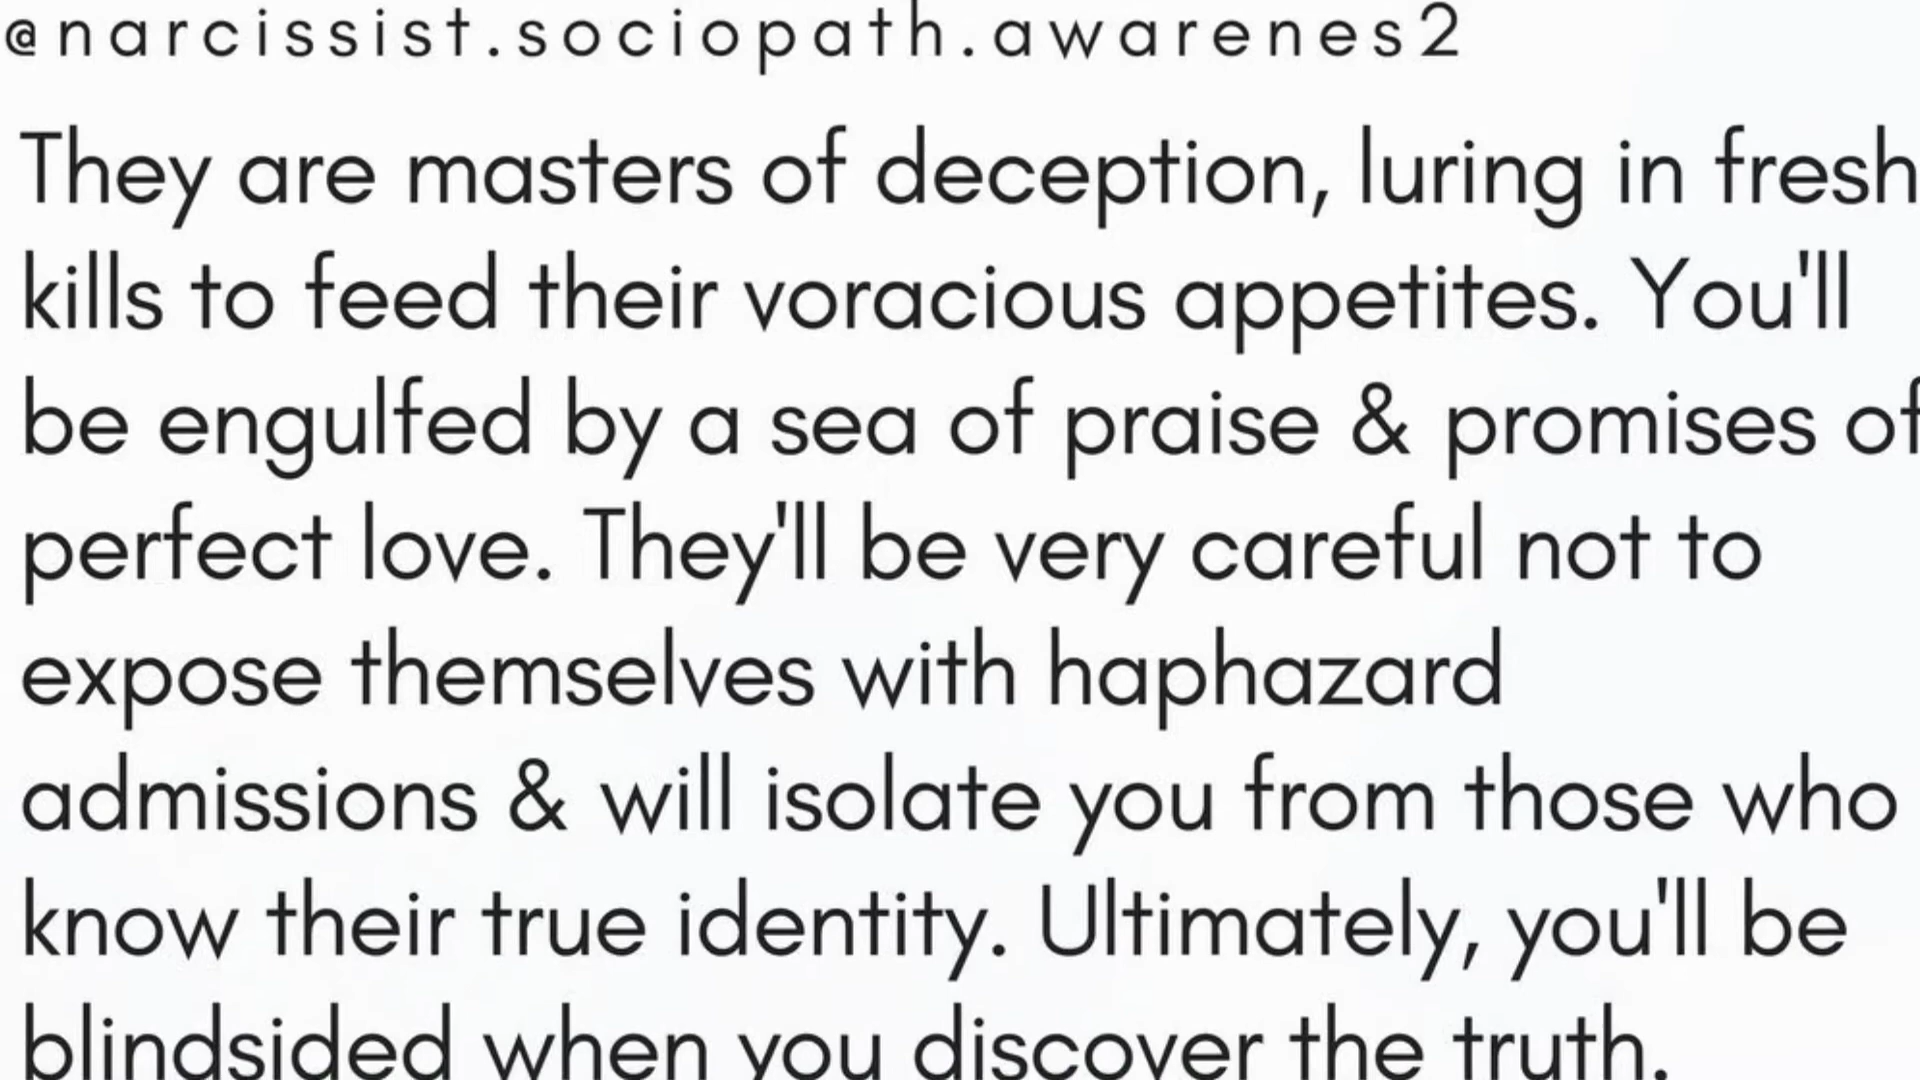 @narcissist.sociopath.awarenes2
They are masters of deception, luring in fresh
kills to feed their voracious appetites. You'll
be engulfed by a sea of praise & promises of
perfect love. They'll be very careful not to
expose themselves with haphazard
admissions & will isolate you from those who
know their true identity. Ultimately, you'll be
blindsided when you discover the truth.